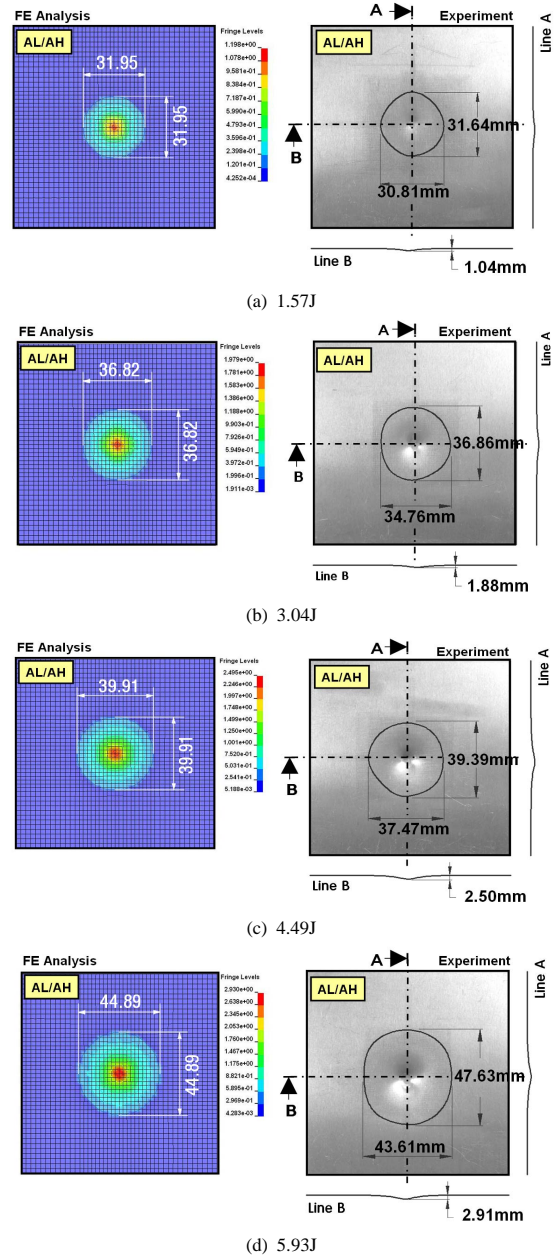 FE Analysis
AL/AH
31.95
31.95
Fringe Levels
1.198e+00
1.078e+00
9.581e-01
8.384e-01
7.187e-01
5.990e-01
4.793e-01
3.596e-01
2.398e-01
1.201e-01
4.252e-04
A
Experiment
Line A
AL/AH
31.64mm
B
30.81mm
Line B
1.04mm
(a) 1.57J
FE Analysis
AL/AH
36.82
36.82
Fringe Levels
1.979e+00
1.781e+00
1.583e+00
1.386e+00
1.188e+00
9.903e-01
7.926e-01
5.949e-01
3.972e-01
1.996e-01
1.911e-03
A
Experiment
Line A
AL/AH
36.86mm
B
34.76mm
Line B
1.88mm
(b) 3.04J
FE Analysis
AL/AH
39.91
39.91
Fringe Levels
2.495e+00
2.246e+00
1.997e+00
1.748e+00
1.499e+00
1.250e+00
1.001e+00
7.520e-01
5.031e-01
2.541e-01
5.188e-03
A
Experiment
Line A
AL/AH
39.39mm
B
37.47mm
Line B
2.50mm
(c) 4.49J
FE Analysis
AL/AH
44.89
44.89
Fringe Levels
2.930e+00
2.638e+00
2.345e+00
2.053e+00
1.760e+00
1.467e+00
1.175e+00
8.821e-01
5.895e-01
2.969e-01
4.283e-03
A
Experiment
Line A
AL/AH
47.63mm
B
43.61mm
Line B
2.91mm
(d) 5.93J